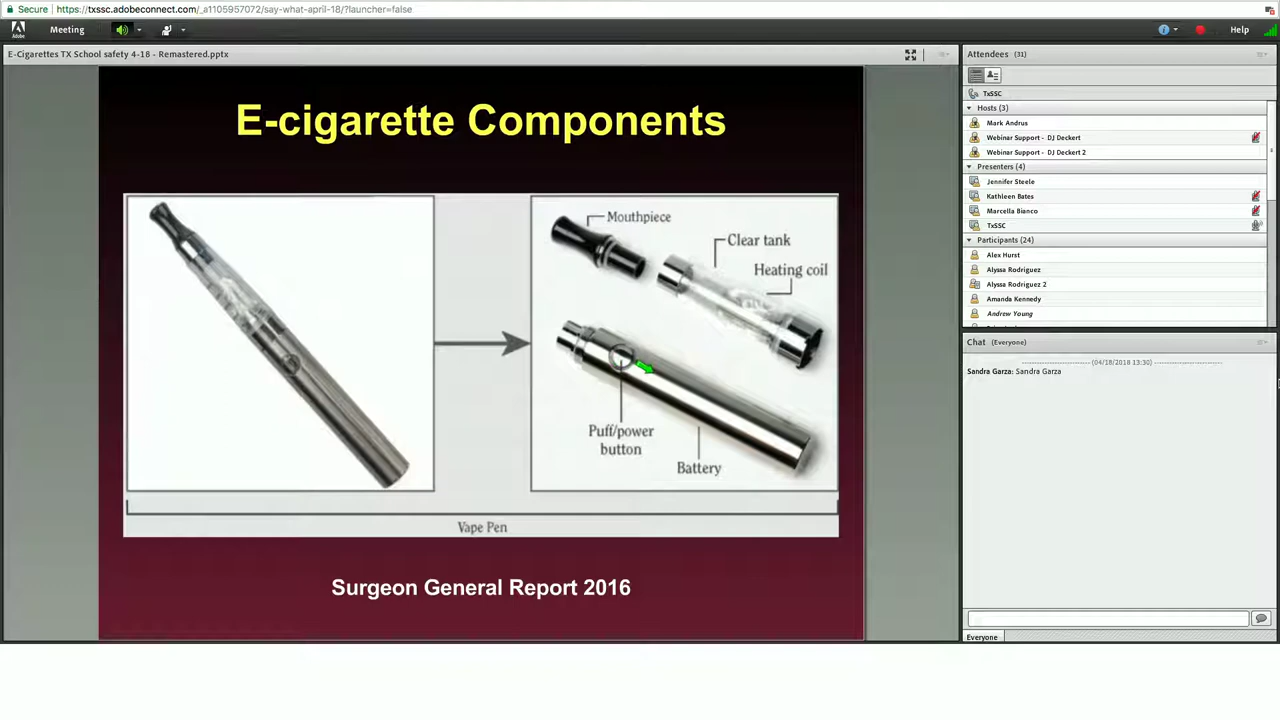 Secure https://txssc.adobeconnect.com/_a1105957072/say-what-april-18/?launcher=false
Meeting
Help
E-Cigarettes TX School safety 4-18 - Remastered.pptx
E-cigarette Components
Mouthpiece
Clear tank
Heating coil
Puff/power
button
Battery
Vape Pen
Surgeon General Report 2016
Attendees (31)
TxSSC
Hosts (3)
Mark Andrus
Webinar Support - DJ Deckert
Webinar Support - DJ Deckert 2
Presenters (4)
Jennifer Steele
Kathleen Bates
Marcella Bianco
TxSSC
Participants (24)
Alex Hurst
Alyssa Rodriguez
Alyssa Rodriguez 2
Amanda Kennedy
Andrew Young
Chat (Everyone)
(04/18/2018 13:30)
Sandra Garza: Sandra Garza
Everyone